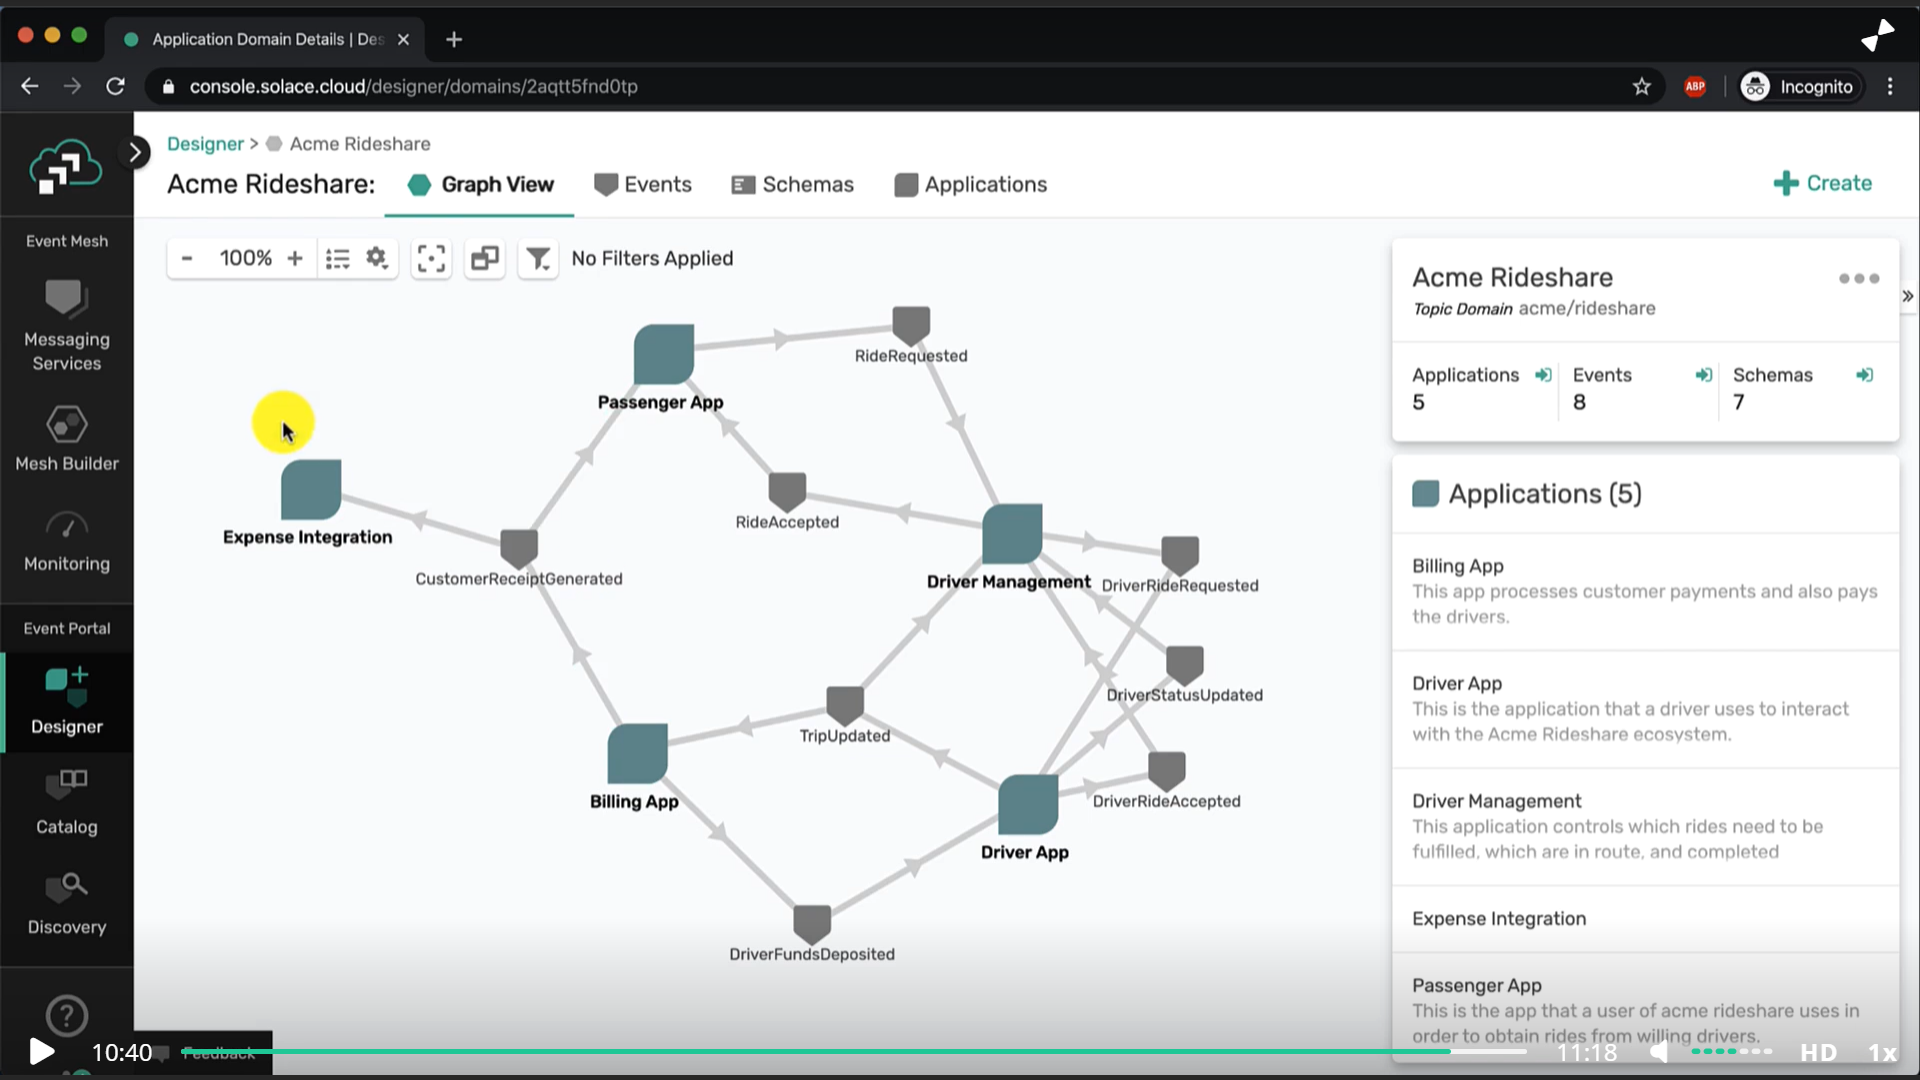 Application Domain Details | Des
console.solace.cloud/designer/domains/2aqtt5fnd0tp
ABP
Incognito
Designer > Acme Rideshare
Acme Rideshare:
Graph View
Events
Schemas
Applications
Create
Event Mesh
Messaging
Services
Mesh Builder
Monitoring
Event Portal
Designer
Catalog
Discovery
?
- 100% +
No Filters Applied
RideRequested
Passenger App
RideAccepted
Expense Integration
CustomerReceiptGenerated
Driver Management
DriverRideRequested
DriverStatusUpdated
TripUpdated
Billing App
DriverRideAccepted
Driver App
DriverFundsDeposited
Acme Rideshare
Topic Domain acme/rideshare
Applications
5
Events
8
Schemas
7
Applications (5)
Billing App
This app processes customer payments and also pays
the drivers.
Driver App
This is the application that a driver uses to interact
with the Acme Rideshare ecosystem.
Driver Management
This application controls which rides need to be
fulfilled, which are in route, and completed
Expense Integration
Passenger App
This is the app that a user of acme rideshare uses in
order to obtain rides from willing drivers.
10:40
Feedback
11:18
HD
1x